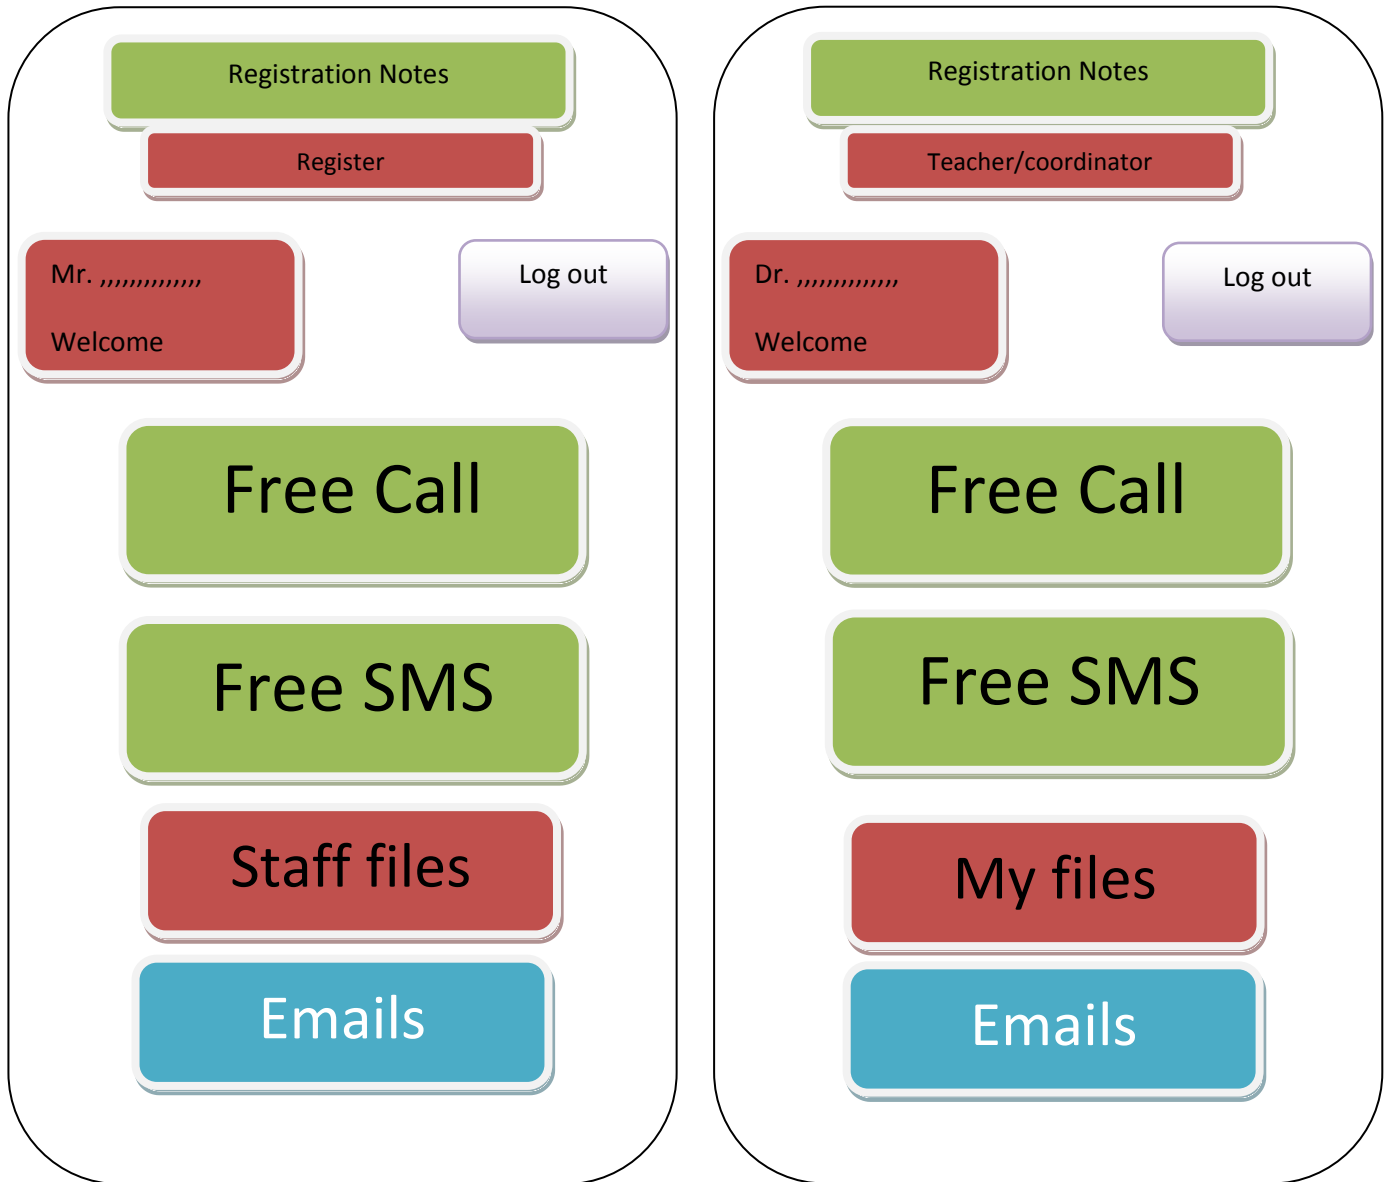 Registration Notes
Register
Mr. ,,,,,,,,,,,,,,
Welcome
Log out
Free Call
Free SMS
Staff files
Emails
Registration Notes
Teacher/coordinator
Dr. ,,,,,,,,,,,,,,
Welcome
Log out
Free Call
Free SMS
My files
Emails